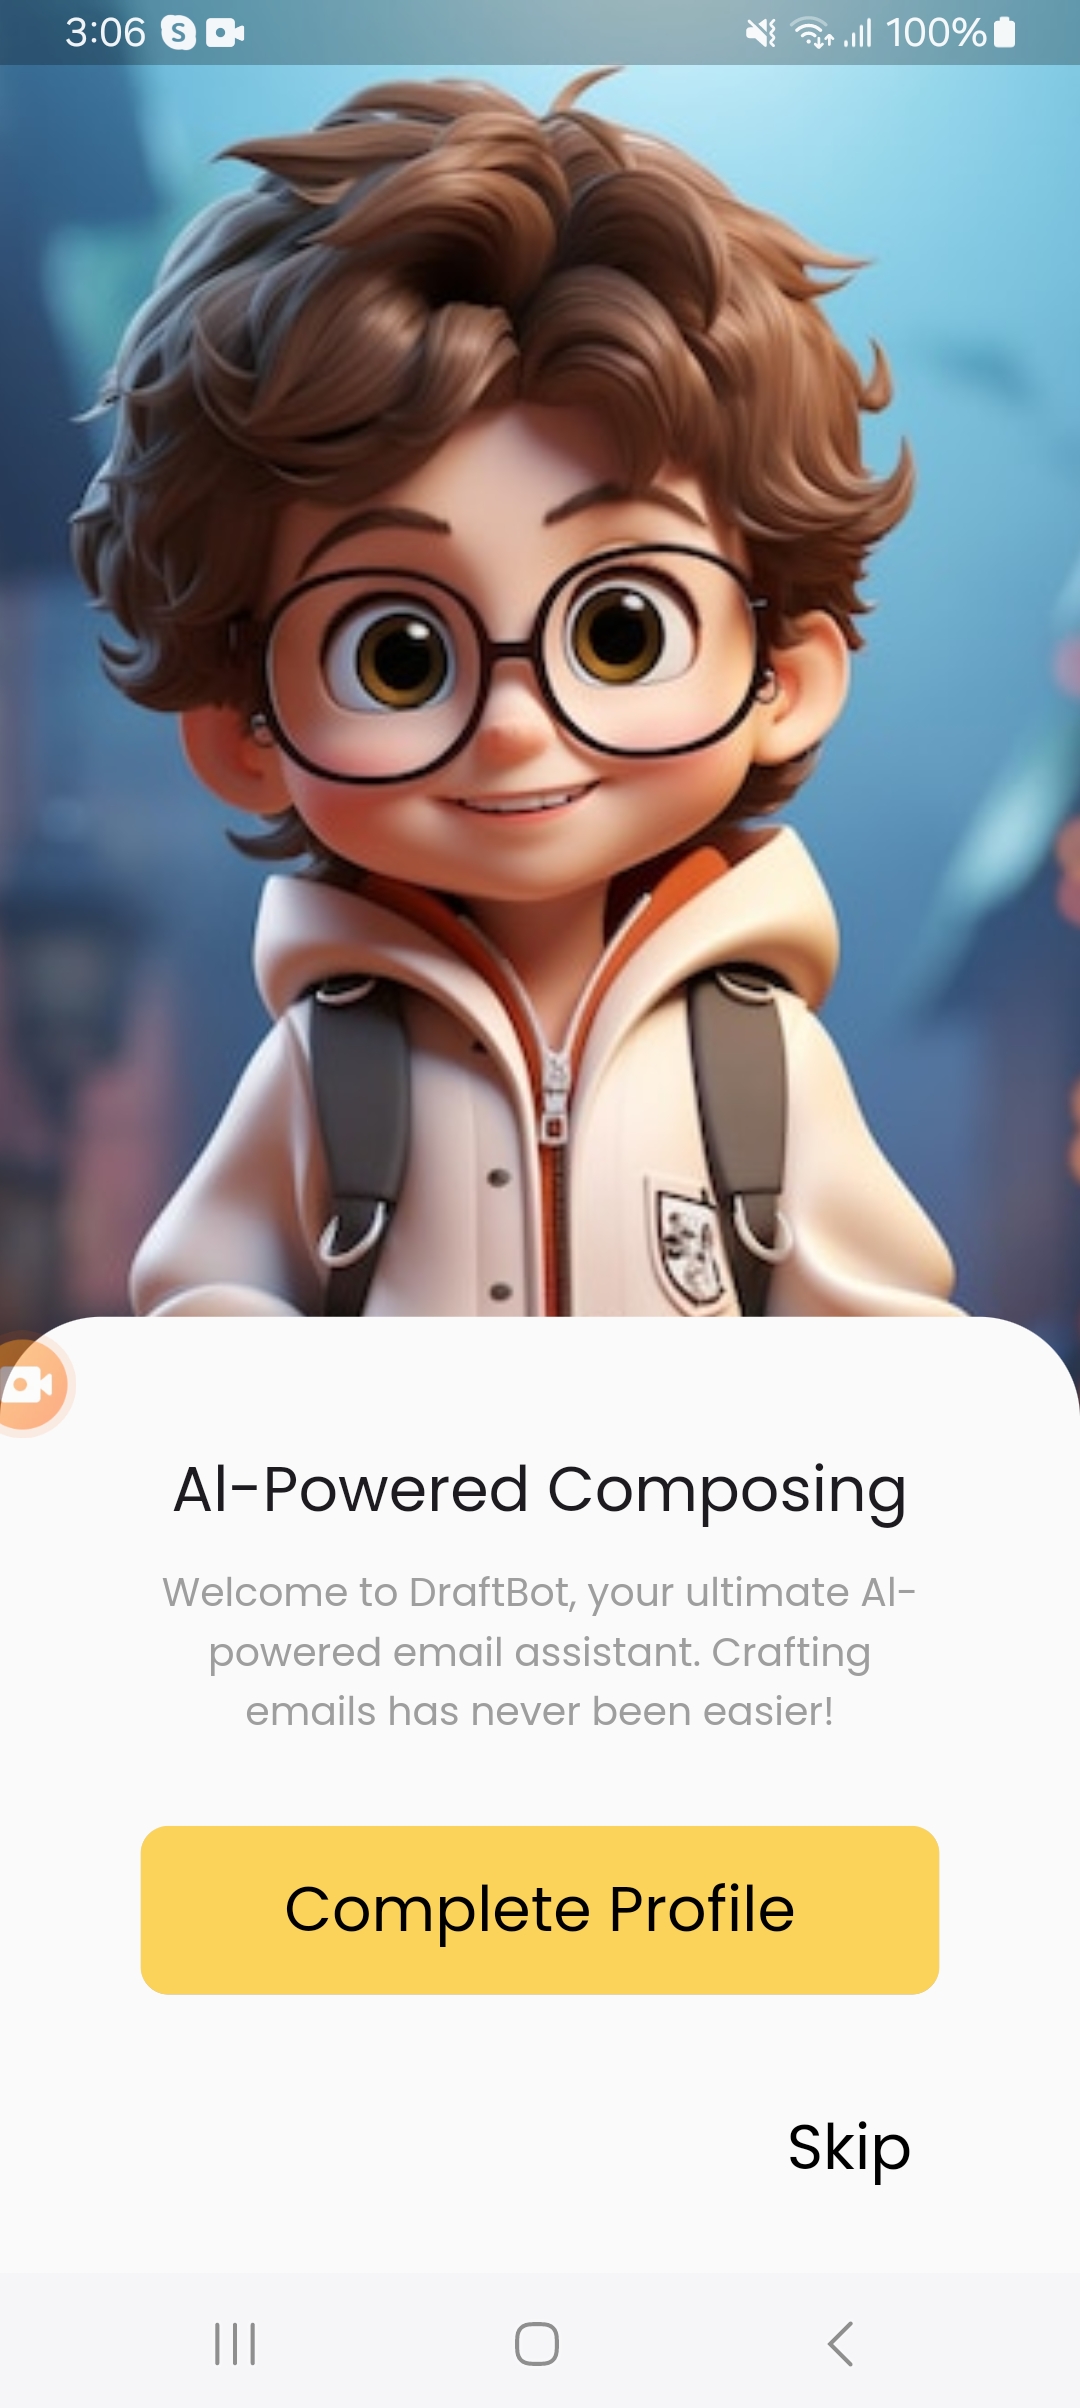 3:06
100%
AI-Powered Composing
Welcome to DraftBot, your ultimate AI-
powered email assistant. Crafting
emails has never been easier!
Complete Profile
Skip